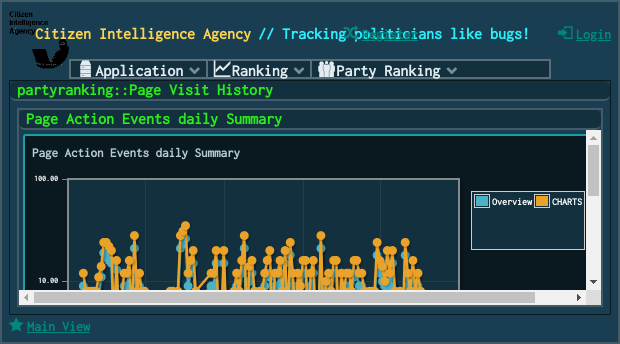 Citizen
Intelligence
Agency
Citizen Intelligence Agency // Tracking politicians like bugs!
Register
Login
Application
Ranking
Party Ranking
partyranking::Page Visit History
Page Action Events daily Summary
Page Action Events daily Summary
100.00
10.00
Overview
CHARTS
Main View